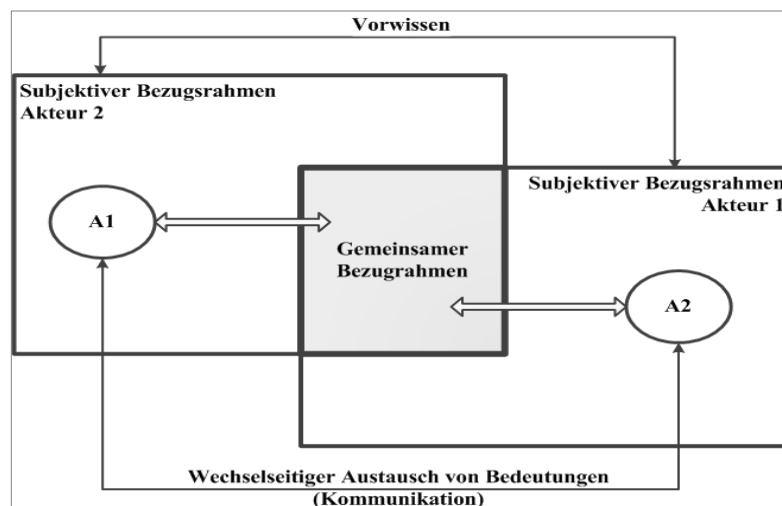 Vorwissen
Subjektiver Bezugsrahmen
Akteur 2
Subjektiver Bezugsrahmen
Akteur 1
A1
Gemeinsamer
Bezugrahmen
A2
Wechselseitiger Austausch von Bedeutungen
(Kommunikation)